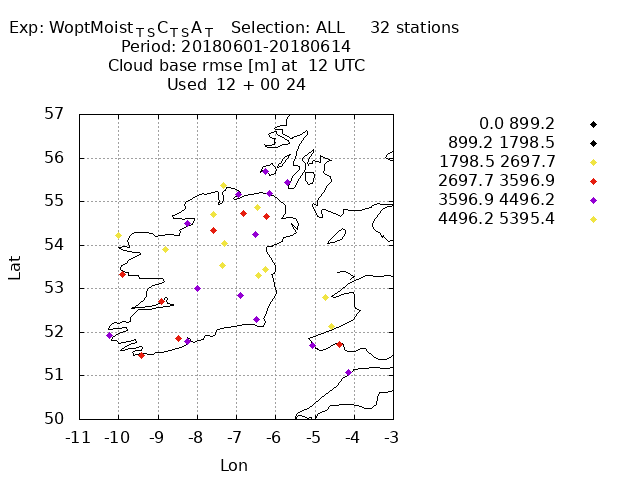 Exp: WoptMoist T S C T S A T   Selection: ALL   32 stations
Period: 20180601-20180614
Cloud base rmse [m] at 12 UTC
Used 12 + 00 24
0.0 899.2
899.2 1798.5
1798.5 2697.7
2697.7 3596.9
3596.9 4496.2
4496.2 5395.4
57
56
55
54
53
52
51
50
Lat
-11 -10 -9 -8 -7 -6 -5 -4 -3
Lon